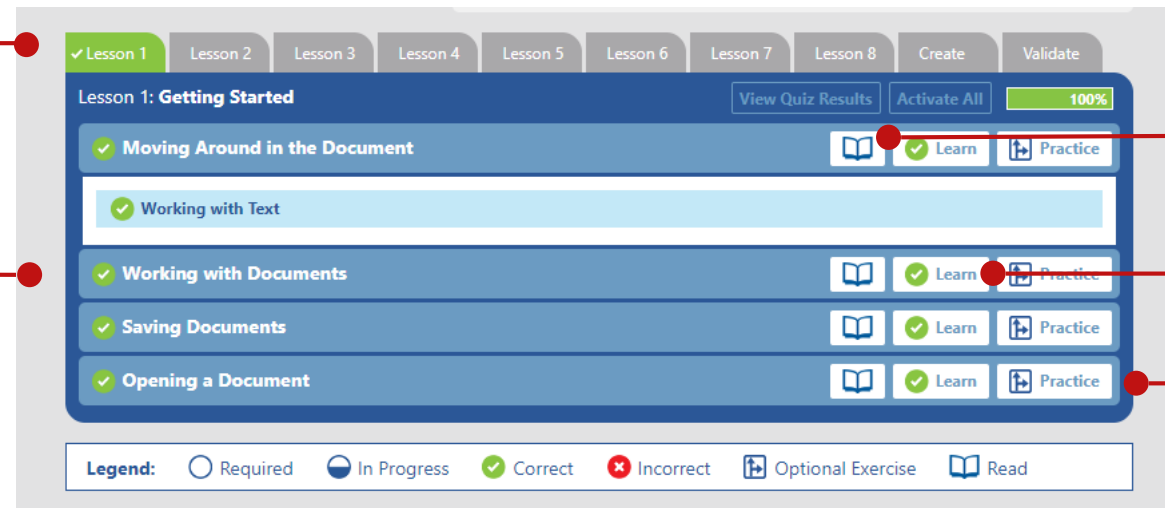 Lesson 1 Lesson 2 Lesson 3 Lesson 4 Lesson 5 Lesson 6 Lesson 7 Lesson 8 Create Validate
Lesson 1: Getting Started View Quiz Results Activate All 100%
Moving Around in the Document Learn Practice
Working with Text
Working with Documents Learn Practice
Saving Documents Learn Practice
Opening a Document Learn Practice
Legend: Required In Progress Correct Incorrect Optional Exercise Read